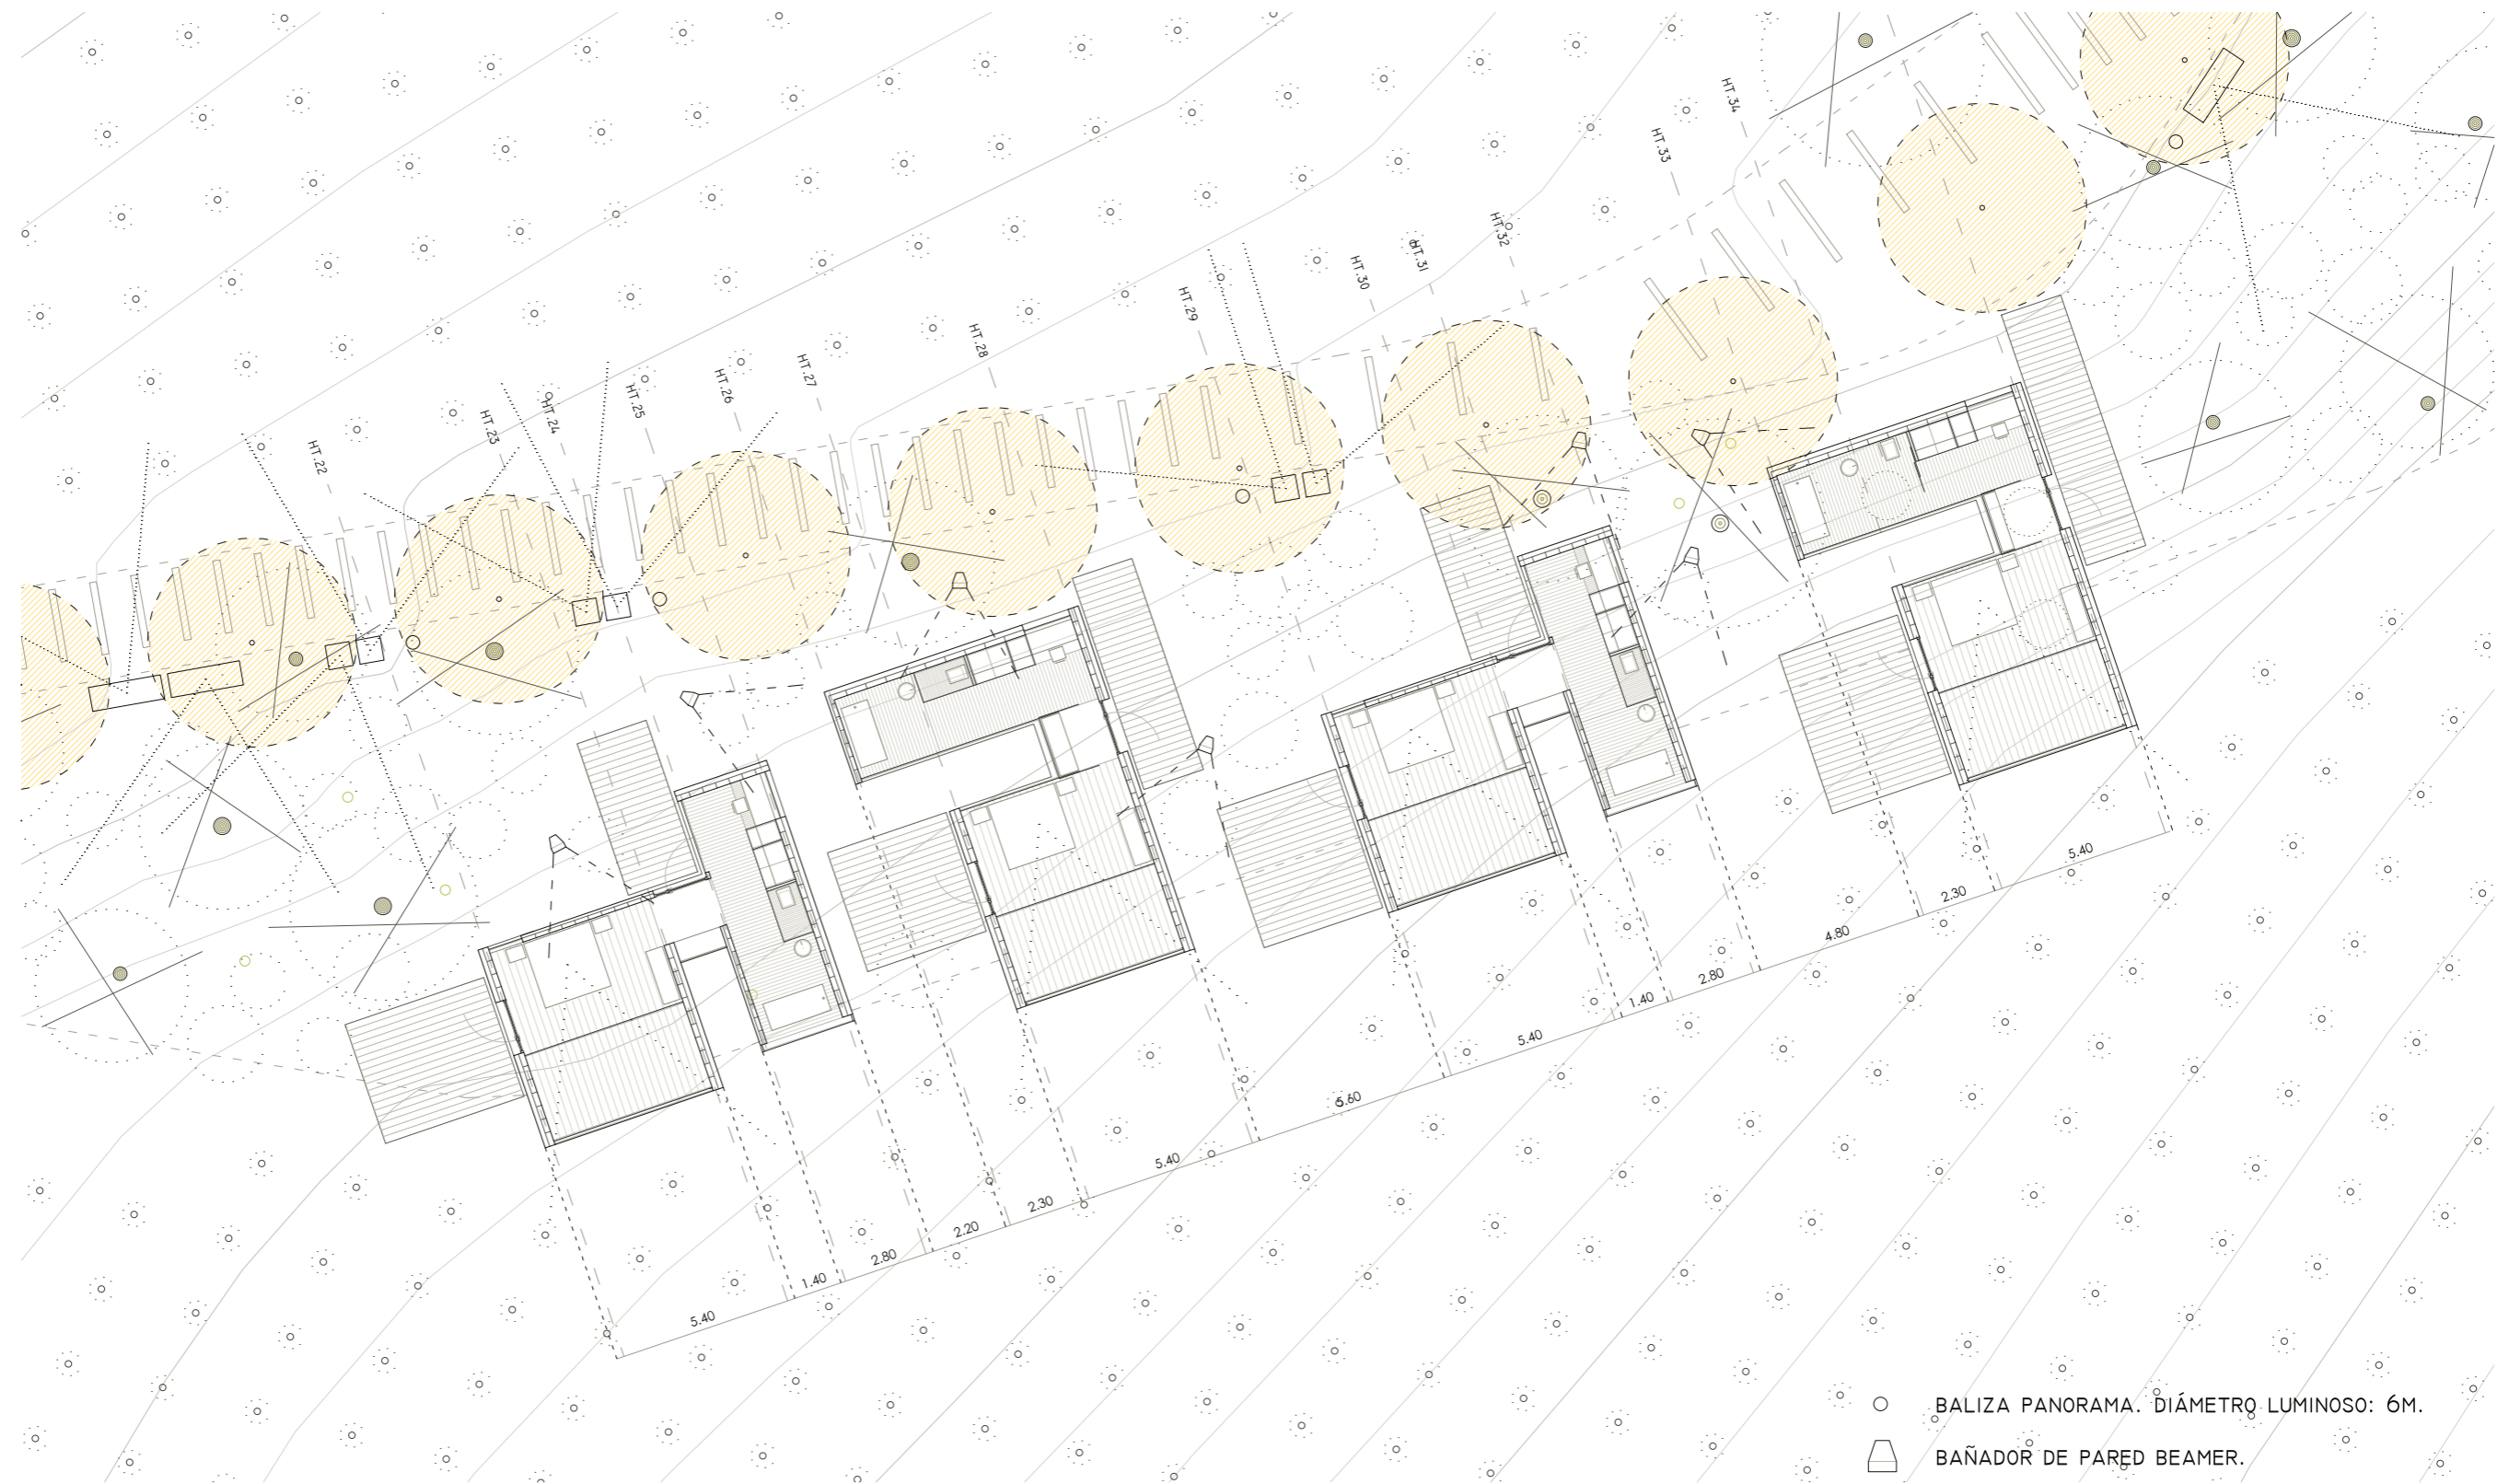 HT.34
HT.33
HT.32
HT.31
HT.30
HT.29
HT.28
HT.27
HT.26
HT.25
HT.24
HT.23
HT.22
5.40
2.30
4.80
2.80
1.40
5.40
5.60
5.40
2.30
2.20
2.80
1.40
5.40
BALIZA PANORAMA. DIÁMETRO LUMINOSO: 6M.
BAÑADOR DE PARED BEAMER.